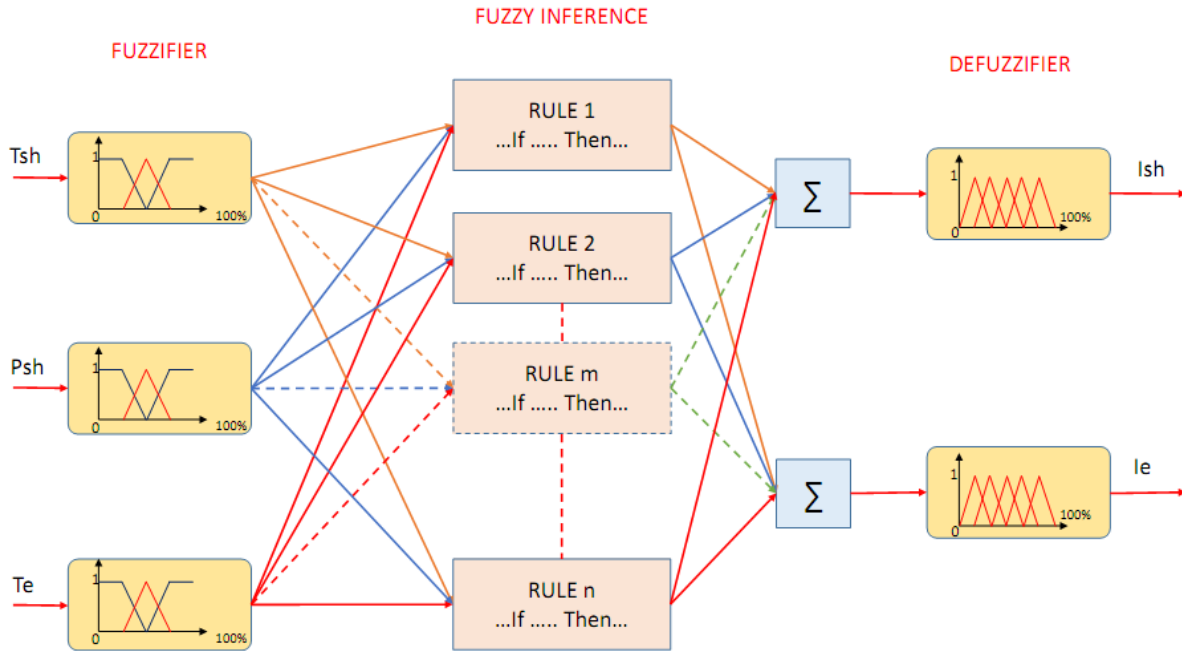 FUZZY INFERENCE
FUZZIFIER
DEFUZZIFIER
Tsh
1
0
100%
Psh
1
0
100%
Te
1
0
100%
RULE 1
...If ..... Then...
RULE 2
...If ..... Then...
RULE m
...If ..... Then...
RULE n
...If ..... Then...
Σ
Σ
1
0
100%
Ish
1
0
100%
Ie